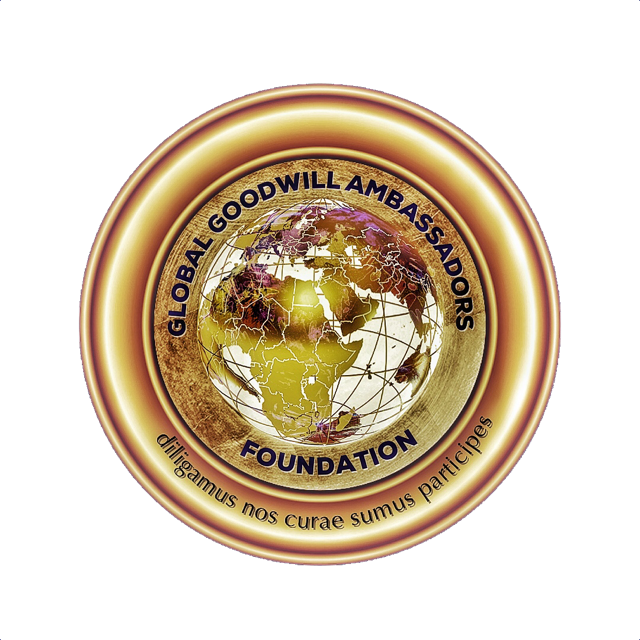 GLOBAL GOODWILL AMBASSADORS
FOUNDATION
diligamus nos curae sumus participes